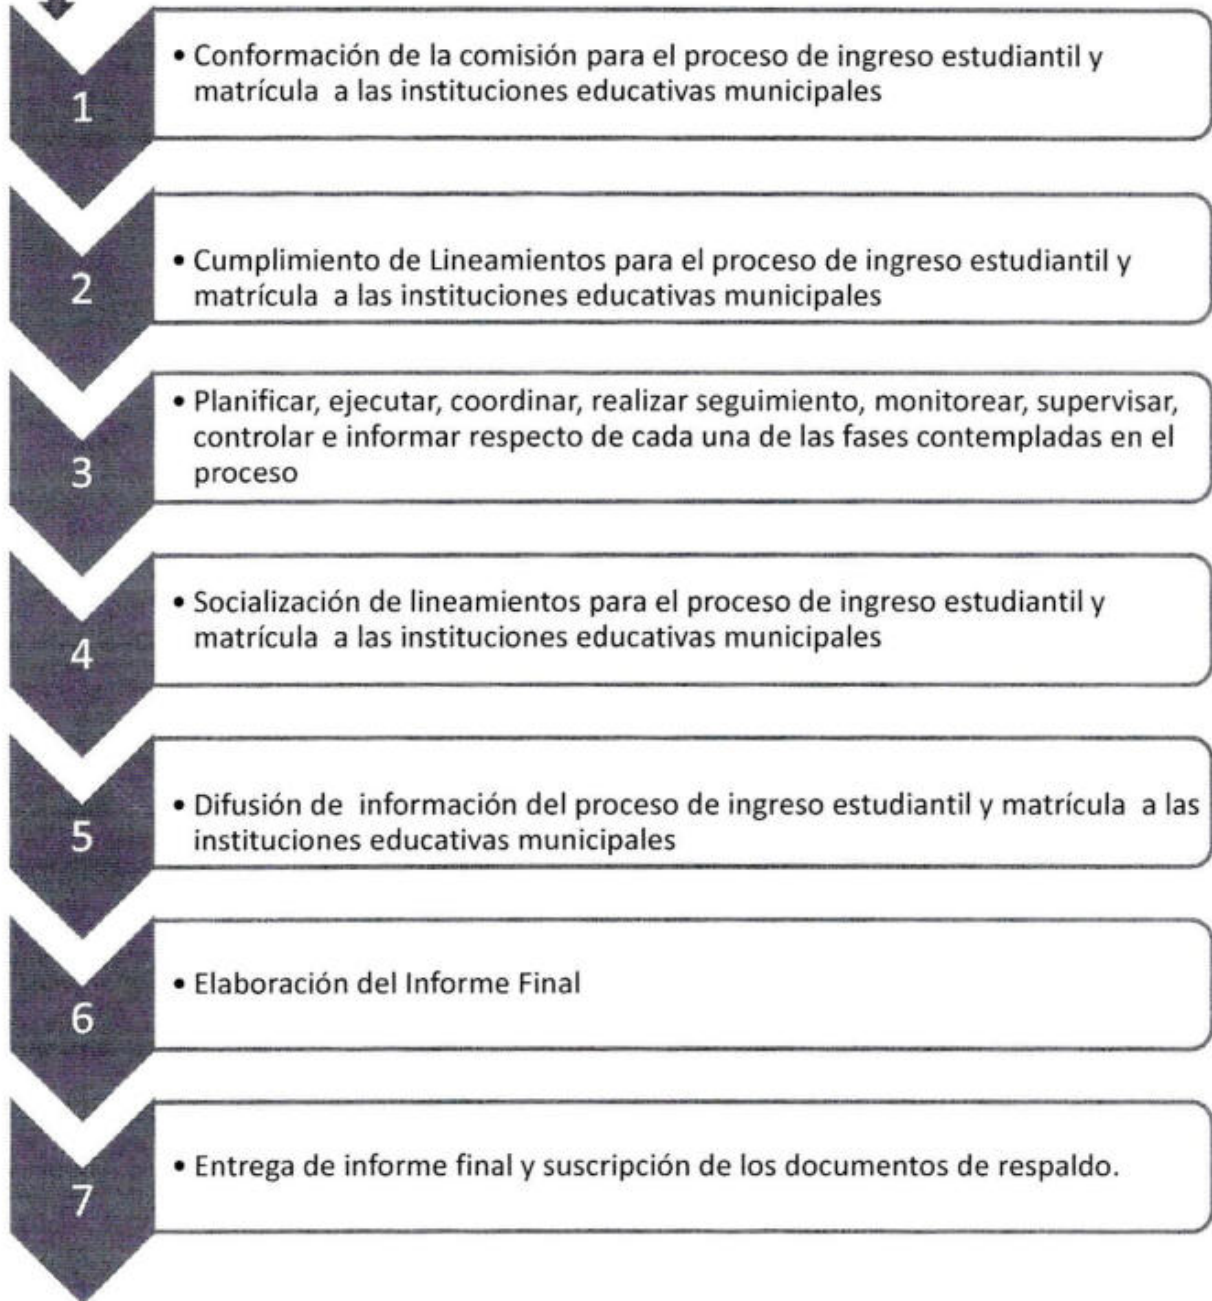 1
• Conformación de la comisión para el proceso de ingreso estudiantil y
matrícula a las instituciones educativas municipales
2
• Cumplimiento de Lineamientos para el proceso de ingreso estudiantil y
matrícula a las instituciones educativas municipales
3
• Planificar, ejecutar, coordinar, realizar seguimiento, monitorear, supervisar,
controlar e informar respecto de cada una de las fases contempladas en el
proceso
4
• Socialización de lineamientos para el proceso de ingreso estudiantil y
matrícula a las instituciones educativas municipales
5
• Difusión de información del proceso de ingreso estudiantil y matrícula a las
instituciones educativas municipales
6
• Elaboración del Informe Final
7
• Entrega de informe final y suscripción de los documentos de respaldo.